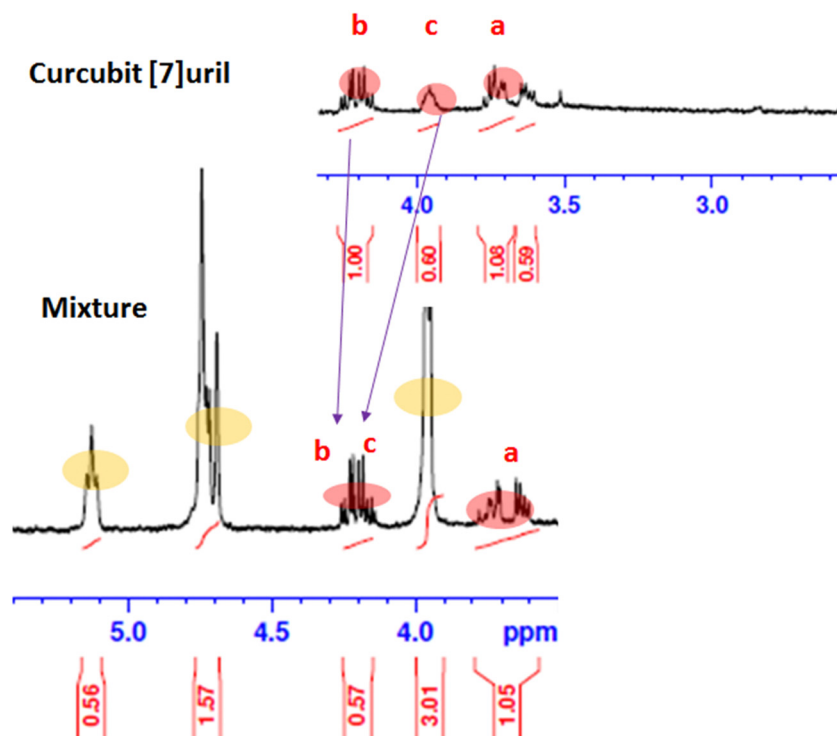 b c a
Curcubit [7]uril
4.0 3.5 3.0
1.00 0.60 1.08 0.59
Mixture
b c a
5.0 4.5 4.0 ppm
0.56 1.57 0.57 3.01 1.05